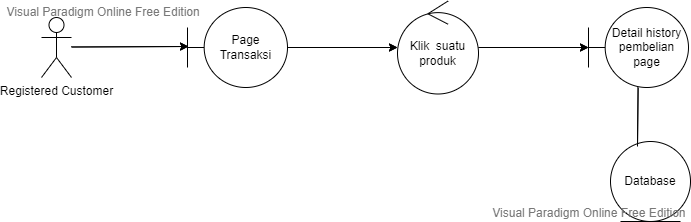 Visual Paradigm Online Free Edition
Registered Customer
Page
Transaksi
Klik suatu
produk
Detail history
pembelian
page
Database
Visual Paradigm Online Free Edition